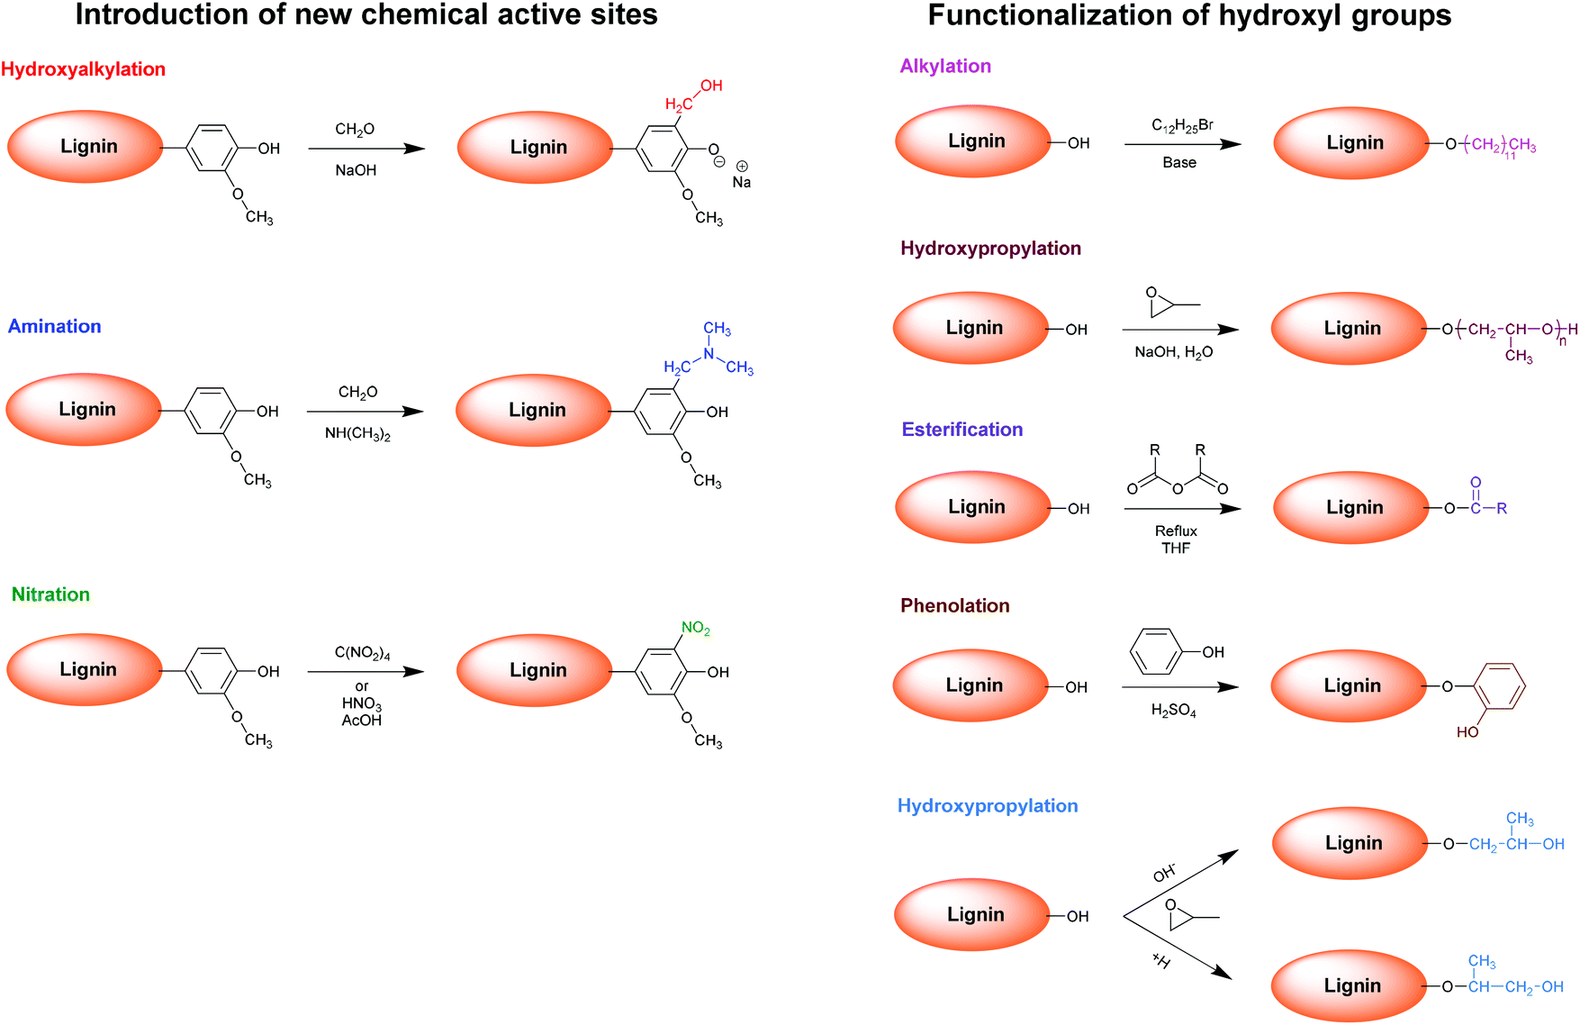 Introduction of new chemical active sites
Hydroxyalkylation
Lignin
OH
O
CH₃
CH₂O
NaOH
Lignin
H₂C
OH
O
⊖
⊕
Na
O
CH₃
Amination
Lignin
OH
O
CH₃
CH₂O
NH(CH₃)₂
Lignin
CH₃
N
H₂C
CH₃
OH
O
CH₃
Nitration
Lignin
OH
O
CH₃
C(NO₂)₄
or
HNO₃
AcOH
Lignin
NO₂
OH
O
CH₃
Functionalization of hydroxyl groups
Alkylation
Lignin
OH
C₁₂H₂₅Br
Base
Lignin
O-(CH₂)₁₁CH₃
Hydroxypropylation
Lignin
OH
O
NaOH, H₂O
Lignin
O-(CH₂-CH-O)ₙ-H
CH₃
Esterification
Lignin
OH
R R
O O O
Reflux
THF
Lignin
O
O-C-R
Phenolation
Lignin
OH
OH
H₂SO₄
Lignin
O
HO
Hydroxypropylation
Lignin
OH
OH⁻
O
+H
Lignin
CH₃
O-CH₂-CH-OH
Lignin
CH₃
O-CH-CH₂-OH